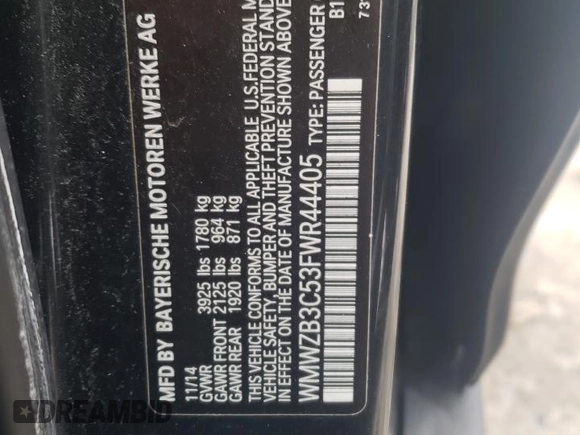 MFD BY BAYERISCHE MOTOREN WERKE AG
11/14
GVWR 3925 lbs 1780 kg
GAWR FRONT 2125 lbs 964 kg
GAWR REAR 1920 lbs 871 kg
THIS VEHICLE CONFORMS TO ALL APPLICABLE U.S. FEDERAL M
VEHICLE SAFETY, BUMPER AND THEFT PREVENTION STAND
EFFECT ON THE DATE OF MANUFACTURE SHOWN ABOVE
WMWZB3C53FWR44405 TYPE: PASSENGER
B1
73
DREAMBID